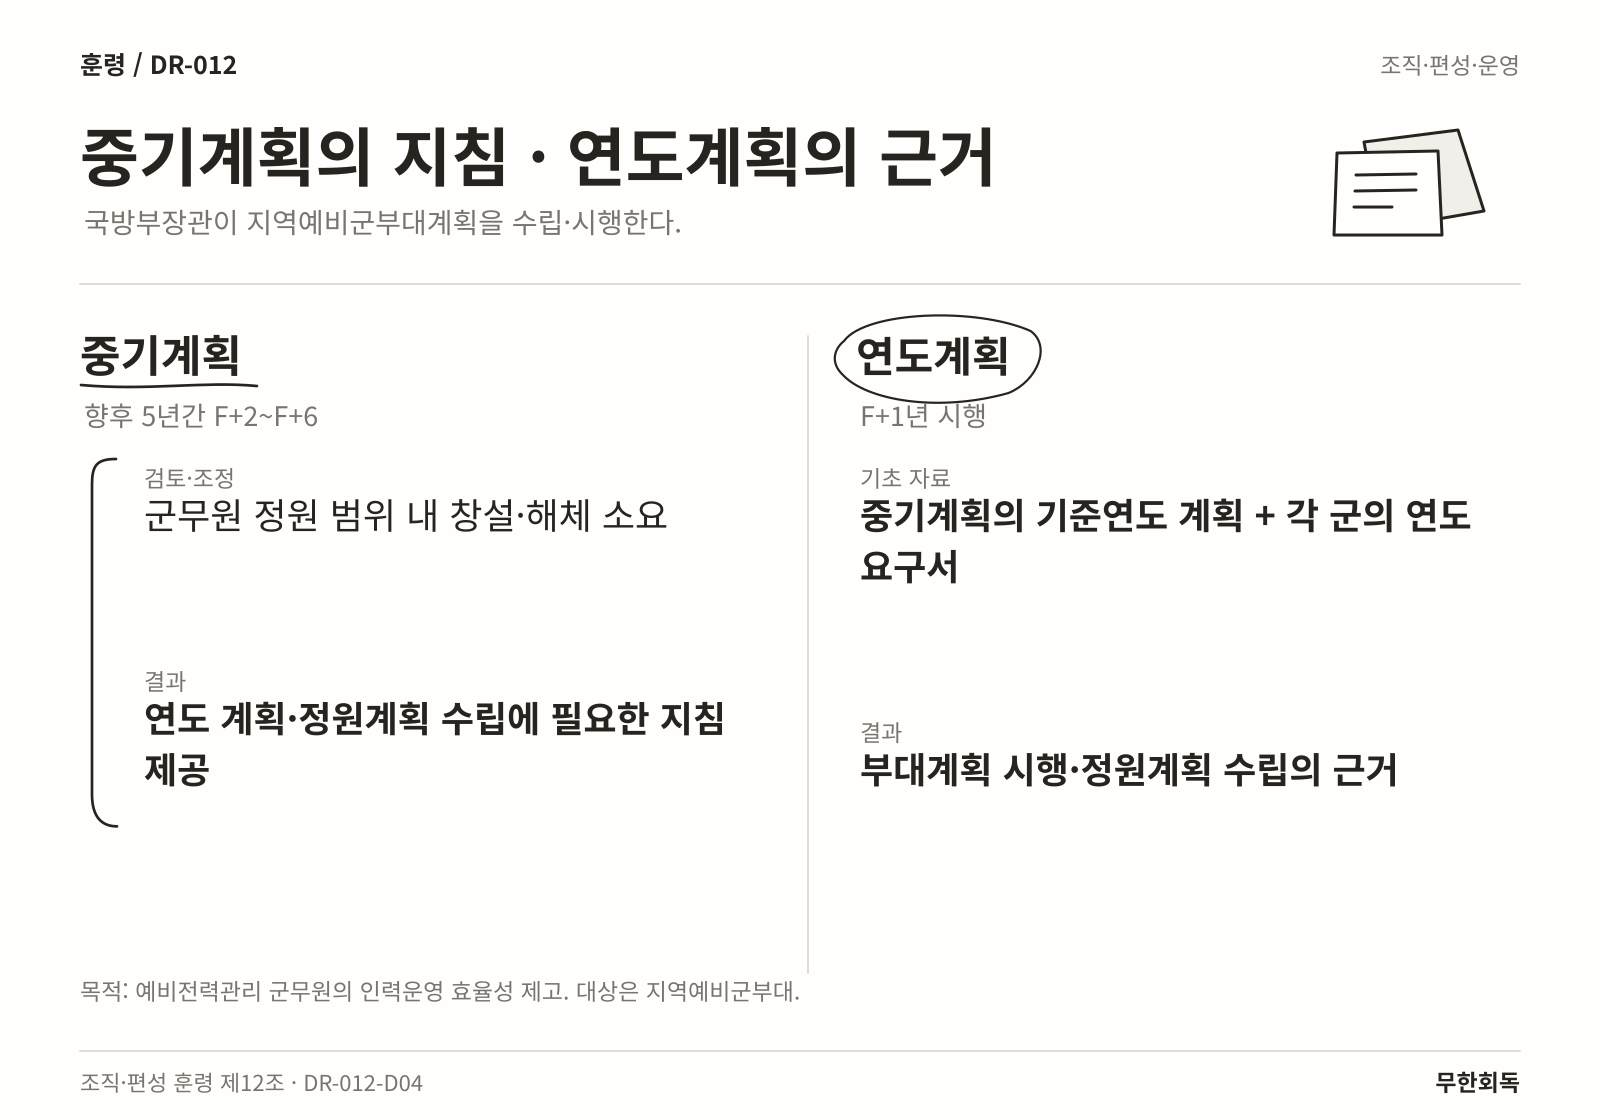 훈령 / DR-012
조직·편성·운영
중기계획의 지침 · 연도계획의 근거
국방부장관이 지역예비군부대계획을 수립·시행한다.
중기계획
향후 5년간 F+2~F+6
검토·조정
군무원 정원 범위 내 창설·해체 소요
결과
연도 계획·정원계획 수립에 필요한 지침
제공
연도계획
F+1년 시행
기초 자료
중기계획의 기준연도 계획 + 각 군의 연도
요구서
결과
부대계획 시행·정원계획 수립의 근거
목적: 예비전력관리 군무원의 인력운영 효율성 제고. 대상은 지역예비군부대.
조직·편성 훈령 제12조 · DR-012-D04
무한회독